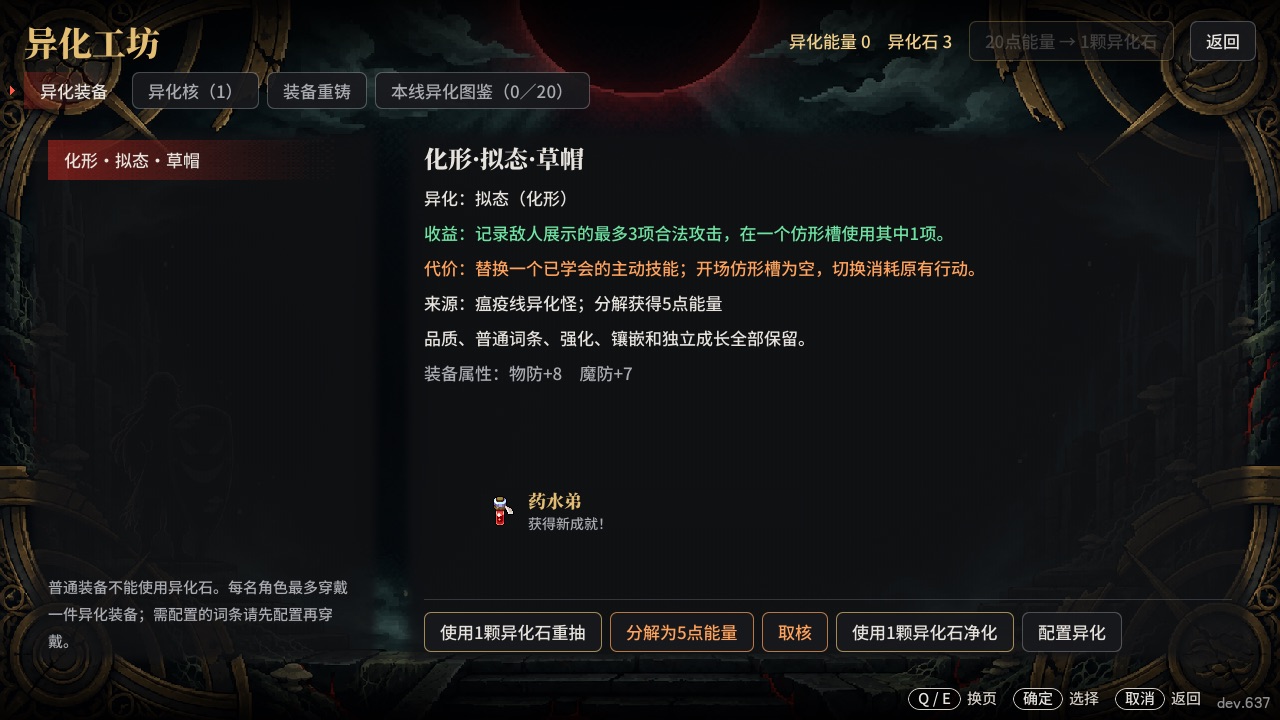 异化工坊
异化能量 0 异化石 3
20点能量 → 1颗异化石
返回
异化装备
异化核（1）
装备重铸
本线异化图鉴（0／20）
化形·拟态·草帽
化形·拟态·草帽
异化：拟态（化形）
收益：记录敌人展示的最多3项合法攻击，在一个仿形槽使用其中1项。
代价：替换一个已学会的主动技能；开场仿形槽为空，切换消耗原有行动。
来源：瘟疫线异化怪；分解获得5点能量
品质、普通词条、强化、镶嵌和独立成长全部保留。
装备属性：物防+8 魔防+7
药水弟
获得新成就！
普通装备不能使用异化石。每名角色最多穿戴
一件异化装备；需配置的词条请先配置再穿
戴。
使用1颗异化石重抽
分解为5点能量
取核
使用1颗异化石净化
配置异化
Q / E 换页 确定 选择 取消 返回
dev.637